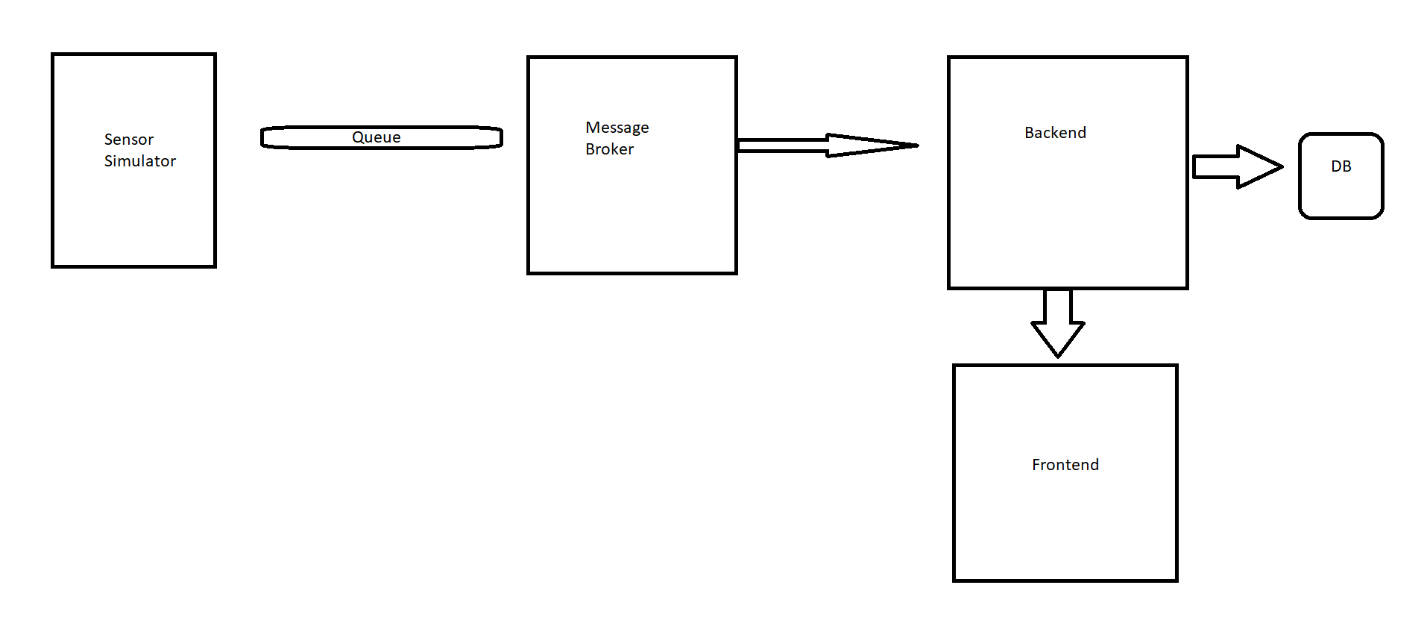 Sensor
Simulator
Queue
Message
Broker
Backend
DB
Frontend